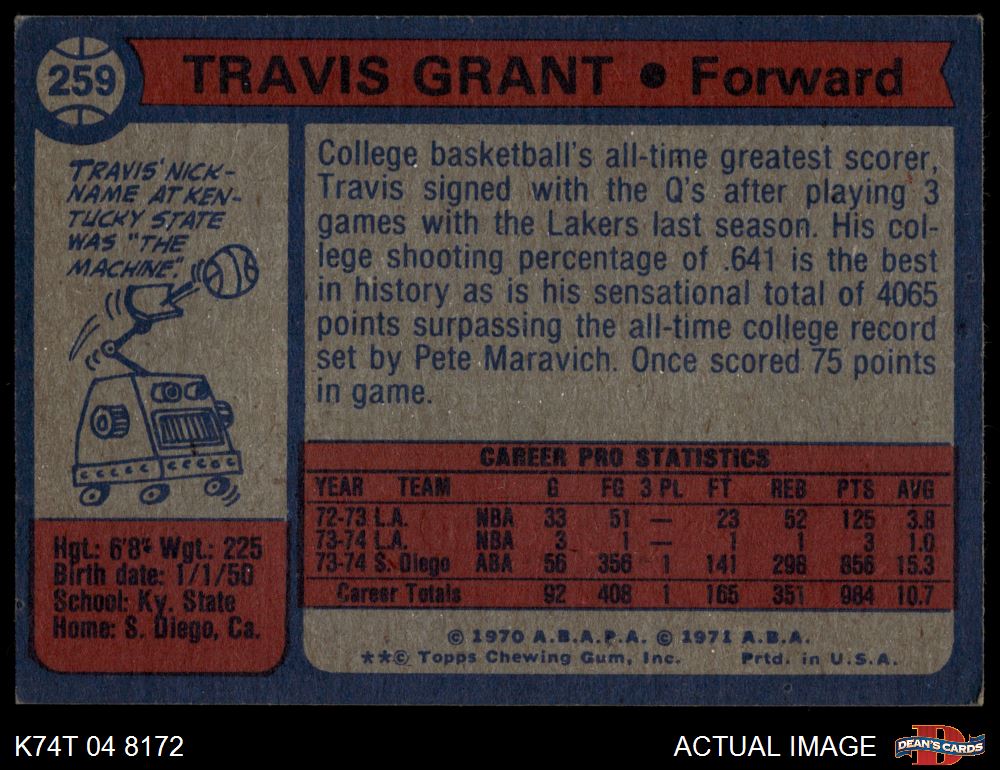 259
TRAVIS GRANT ● Forward
TRAVIS' NICK-
NAME AT KEN-
TUCKY STATE
WAS "THE
MACHINE".
Hgt.: 6'8" Wgt.: 225
Birth date: 1/1/50
School: Ky. State
Home: S. Diego, Ca.
College basketball's all-time greatest scorer,
Travis signed with the Q's after playing 3
games with the Lakers last season. His col-
lege shooting percentage of .641 is the best
in history as is his sensational total of 4065
points surpassing the all-time college record
set by Pete Maravich. Once scored 75 points
in game.
CAREER PRO STATISTICS
YEAR TEAM G FG 3 PL FT REB PTS AVG
72-73 L.A. NBA 33 51 — 23 52 125 3.8
73-74 L.A. NBA 3 1 — 1 1 3 1.0
73-74 S. Diego ABA 56 356 1 141 298 856 15.3
Career Totals 92 408 1 165 351 984 10.7
© 1970 A.B.A.P.A. © 1971 A.B.A.
**© Topps Chewing Gum, Inc. Prtd. in U.S.A.
K74T 04 8172
ACTUAL IMAGE
D
DEAN'S CARDS